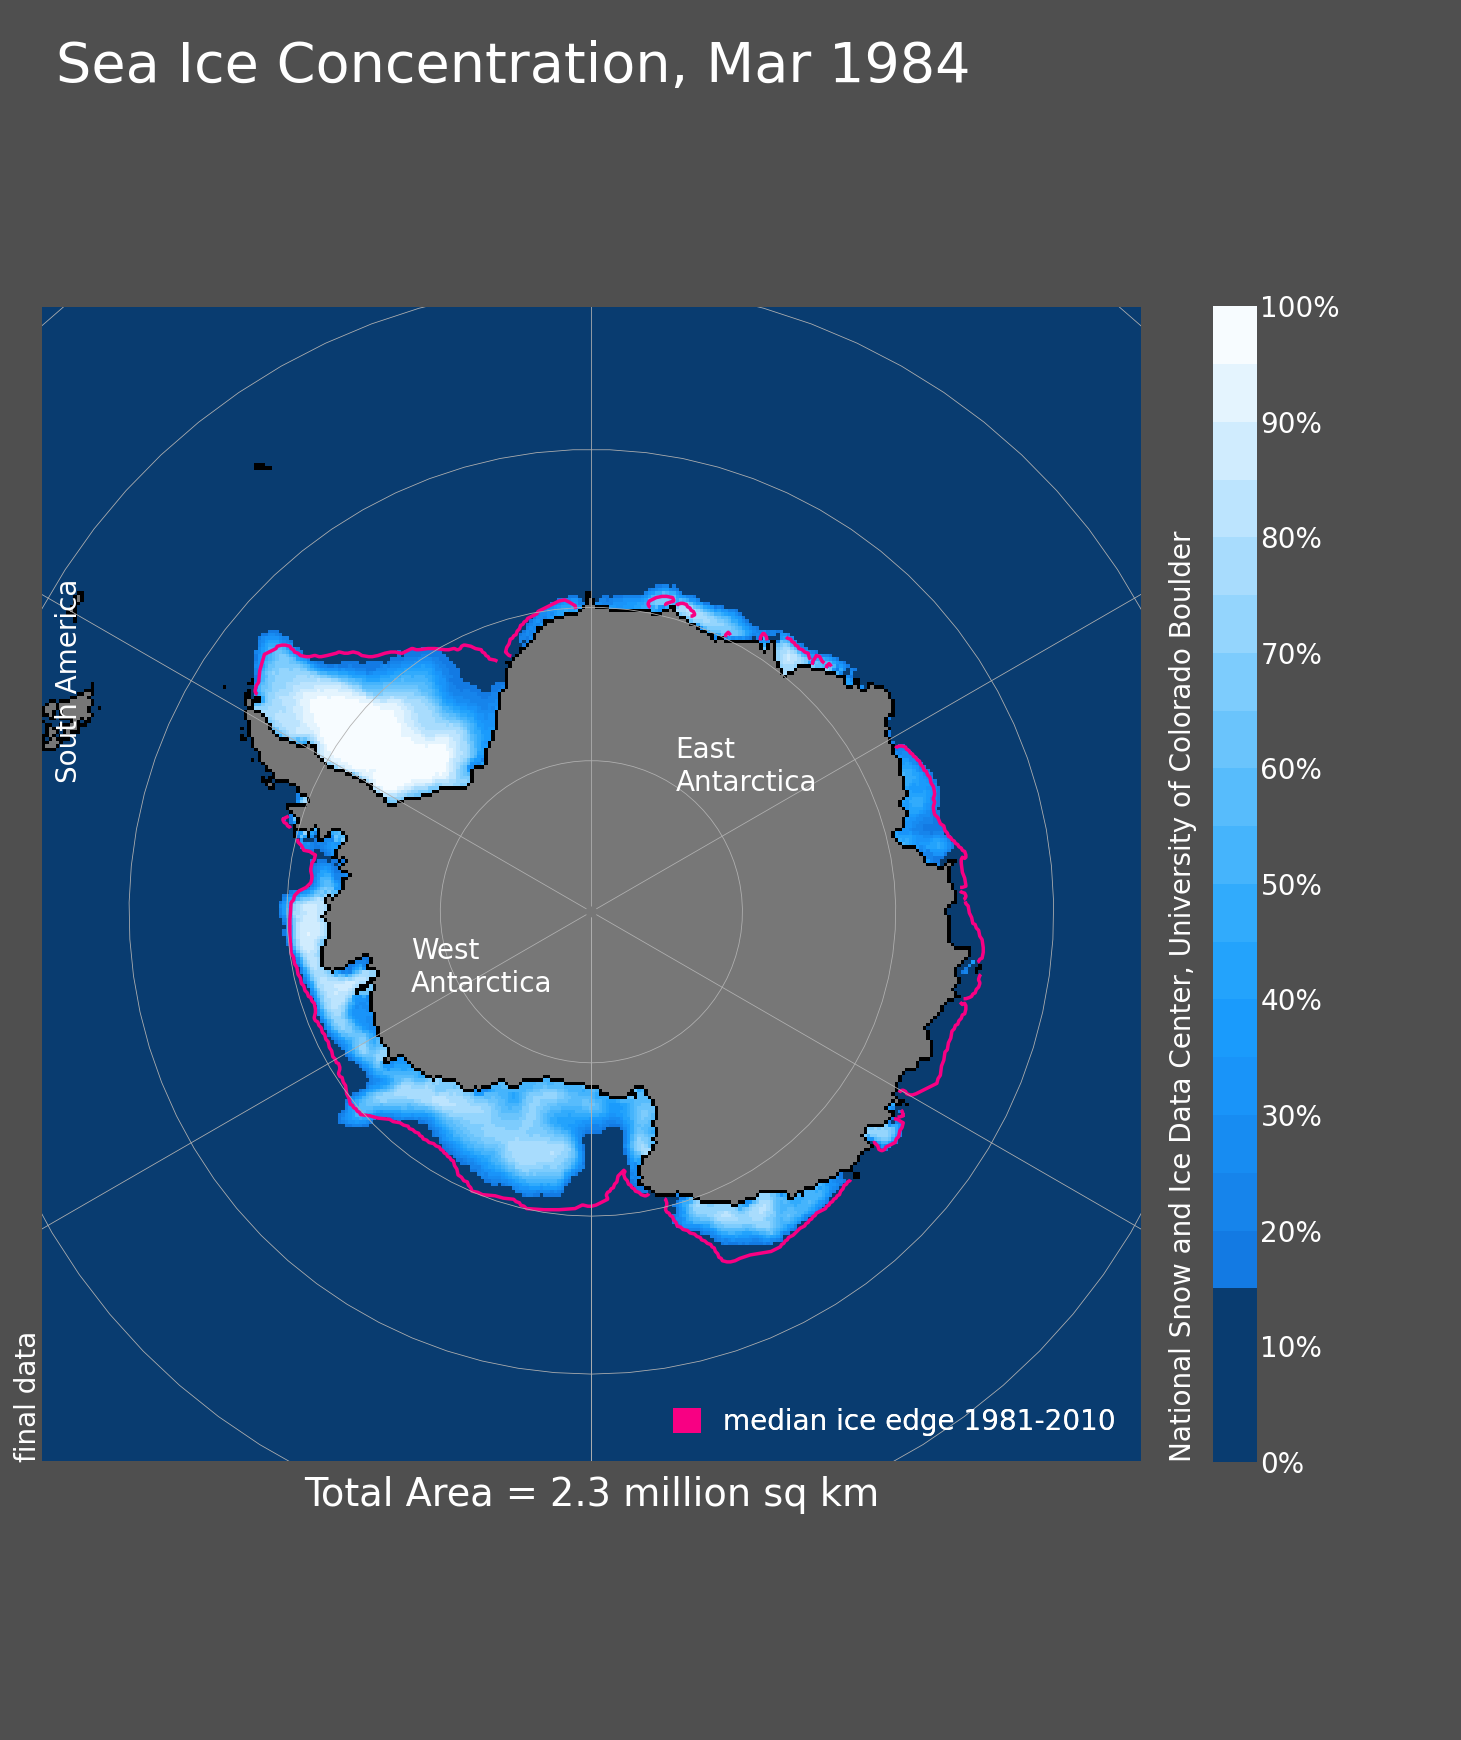 Sea Ice Concentration, Mar 1984
100%
90%
80%
70%
60%
50%
40%
30%
20%
10%
0%
South America
East
Antarctica
West
Antarctica
median ice edge 1981-2010
final data
National Snow and Ice Data Center, University of Colorado Boulder
Total Area = 2.3 million sq km